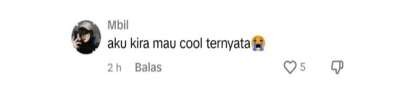 Mbil
aku kira mau cool ternyata😭
2 h Balas 5